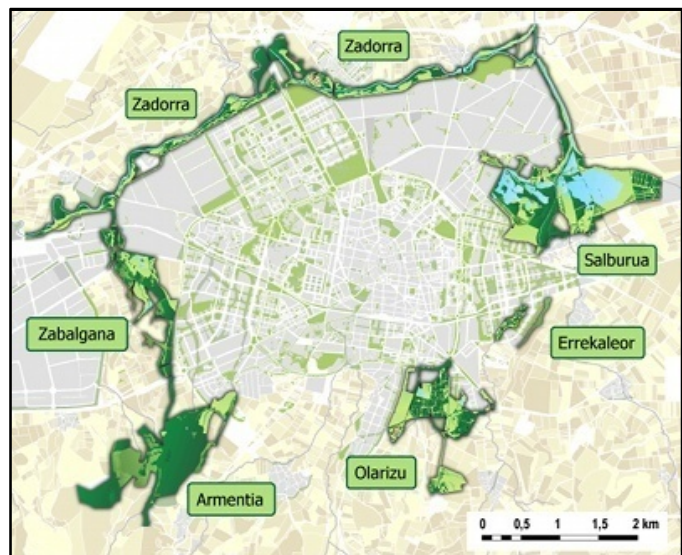 Zadorra
Zadorra
Salburua
Zabalgana
Errekaleor
Olarizu
Armentia
0 0,5 1 1,5 2 km